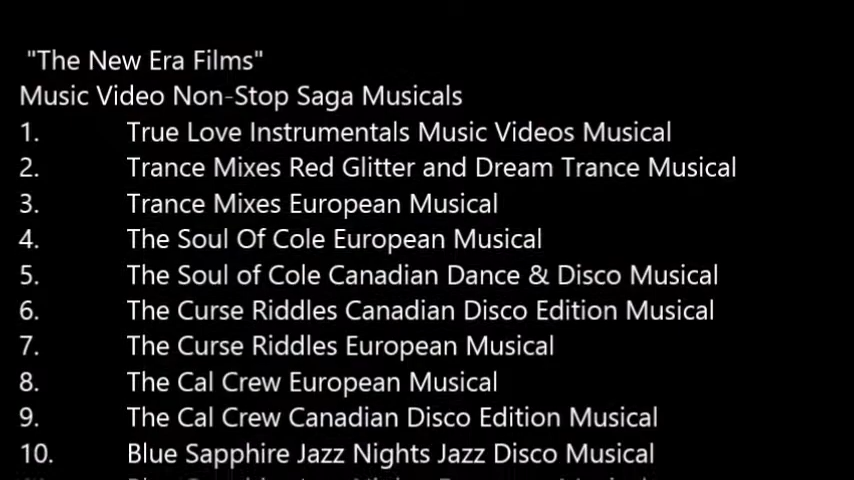 "The New Era Films"
Music Video Non-Stop Saga Musicals
1. True Love Instrumentals Music Videos Musical
2. Trance Mixes Red Glitter and Dream Trance Musical
3. Trance Mixes European Musical
4. The Soul Of Cole European Musical
5. The Soul of Cole Canadian Dance & Disco Musical
6. The Curse Riddles Canadian Disco Edition Musical
7. The Curse Riddles European Musical
8. The Cal Crew European Musical
9. The Cal Crew Canadian Disco Edition Musical
10. Blue Sapphire Jazz Nights Jazz Disco Musical